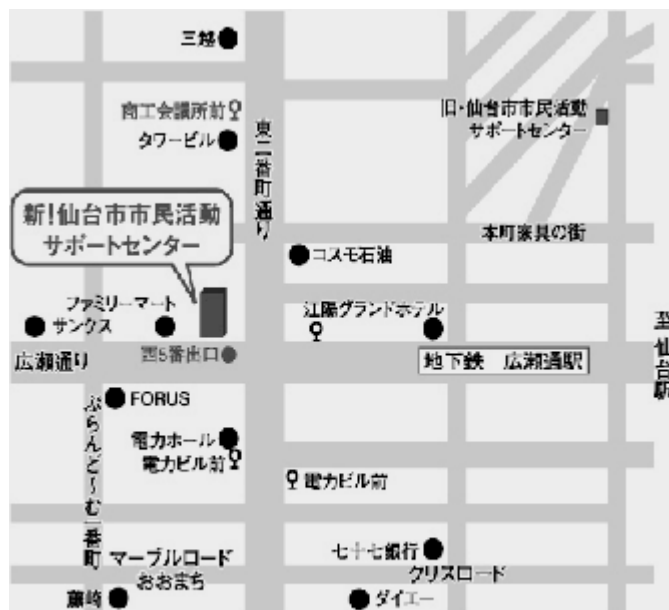 三越
商工会議所前
タワービル
東二番町通り
旧・仙台市市民活動
サポートセンター
新!仙台市市民活動
サポートセンター
本町家具の街
コスモ石油
ファミリーマート
サンクス
江陽グランドホテル
広瀬通り
西5番出口
地下鉄 広瀬通駅
至仙台駅
FORUS
ぶらんど〜む一番町
電力ホール
電力ビル前
電力ビル前
マーブルロード
おおまち
七十七銀行
クリスロード
藤崎
ダイエー